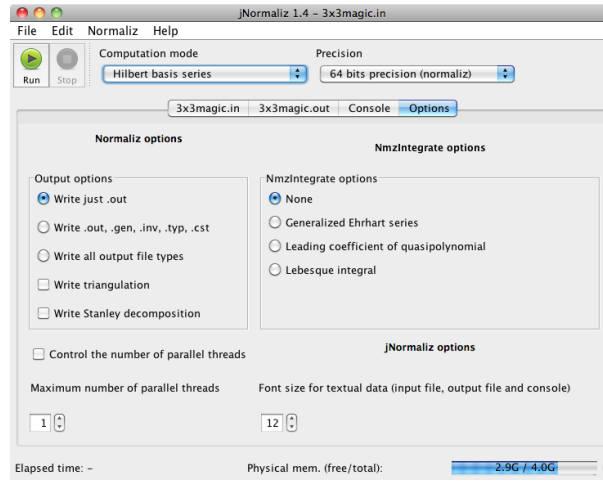 jNormaliz 1.4 – 3x3magic.in
File Edit Normaliz Help
Computation mode Precision
Run Stop Hilbert basis series 64 bits precision (normaliz)
3x3magic.in 3x3magic.out Console Options
Normaliz options
NmzIntegrate options
Output options
Write just .out
Write .out, .gen, .inv, .typ, .cst
Write all output file types
Write triangulation
Write Stanley decomposition
NmzIntegrate options
None
Generalized Ehrhart series
Leading coefficient of quasipolynomial
Lebesque integral
Control the number of parallel threads
jNormaliz options
Maximum number of parallel threads
1
Font size for textual data (input file, output file and console)
12
Elapsed time: –
Physical mem. (free/total): 2.9G / 4.0G